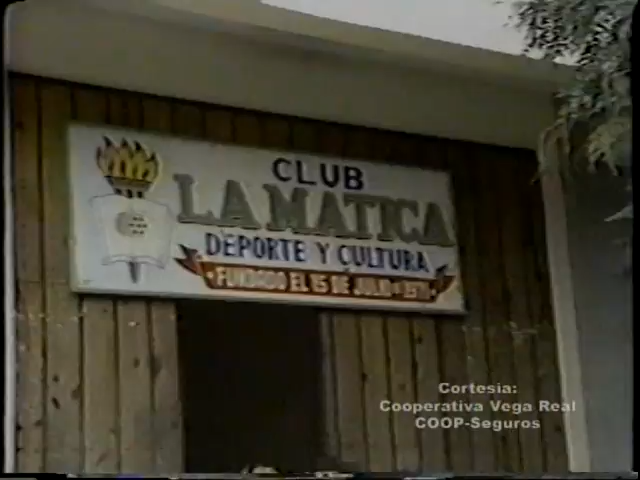 CLUB
LA MATICA
DEPORTE Y CULTURA
FUNDADO EL 15 DE JULIO
Cortesia:
Cooperativa Vega Real
COOP-Seguros